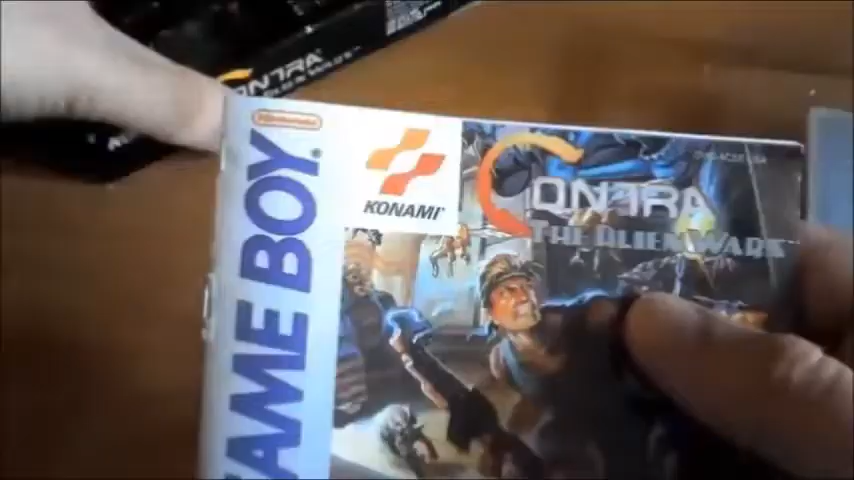 CONTRA
Nintendo
GAME BOY
KONAMI
CONTRA
THE ALIEN WARS